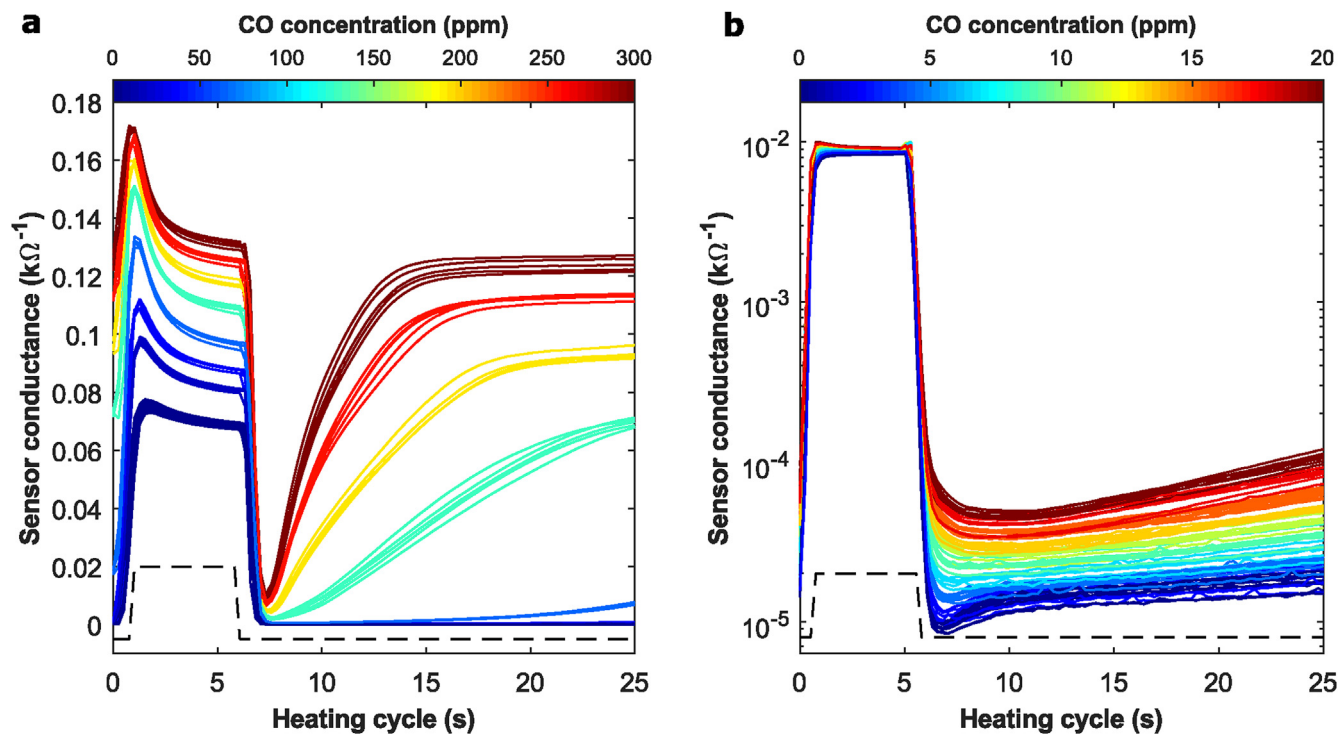 a
CO concentration (ppm)
0 50 100 150 200 250 300
0.18
0.16
0.14
0.12
0.1
0.08
0.06
0.04
0.02
0
Sensor conductance (kΩ⁻¹)
0 5 10 15 20 25
Heating cycle (s)
b
CO concentration (ppm)
0 5 10 15 20
10⁻²
10⁻³
10⁻⁴
10⁻⁵
Sensor conductance (kΩ⁻¹)
0 5 10 15 20 25
Heating cycle (s)